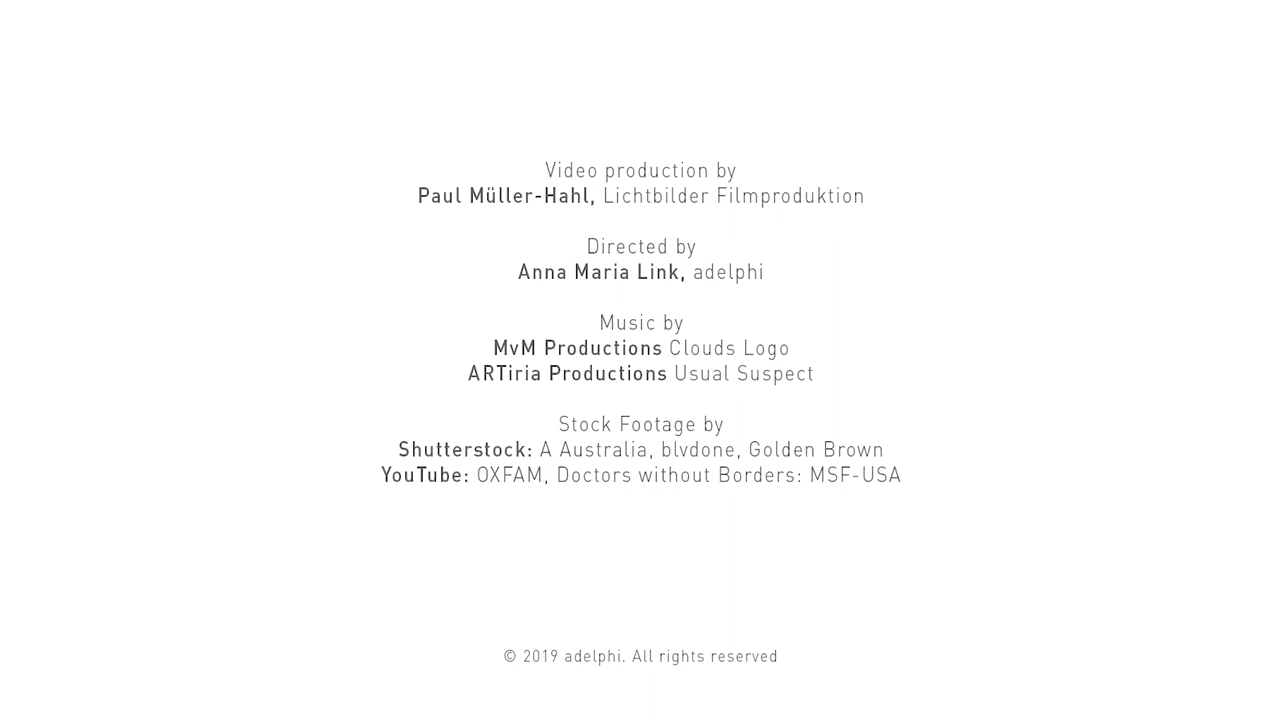 Video production by
Paul Müller-Hahl, Lichtbilder Filmproduktion
Directed by
Anna Maria Link, adelphi
Music by
MvM Productions Clouds Logo
ARTiria Productions Usual Suspect
Stock Footage by
Shutterstock: A Australia, blvdone, Golden Brown
YouTube: OXFAM, Doctors without Borders: MSF-USA
© 2019 adelphi. All rights reserved